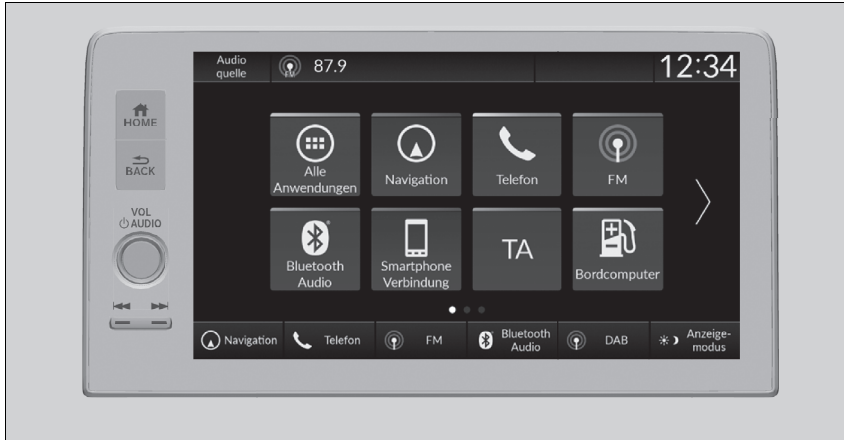 Audio
quelle
FM
87.9
12:34
HOME
BACK
VOL
AUDIO
Alle
Anwendungen
Navigation
Telefon
FM
Bluetooth
Audio
Smartphone
Verbindung
TA
Bordcomputer
Navigation
Telefon
FM
Bluetooth
Audio
DAB
Anzeige-
modus